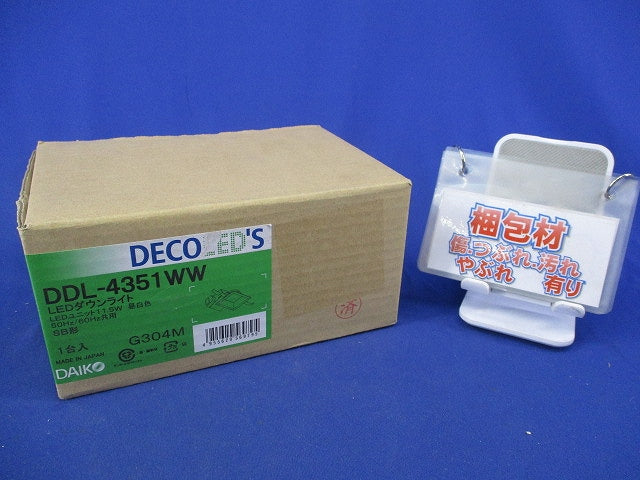 DECO LED'S
DDL-4351WW
LEDダウンライト
LEDユニット11.5W 昼白色
50Hz/60Hz共用
SB形
1台入
G304M
MADE IN JAPAN
DAIKO
済
梱包材
傷・つぶれ・汚れ
やぶれ 有り